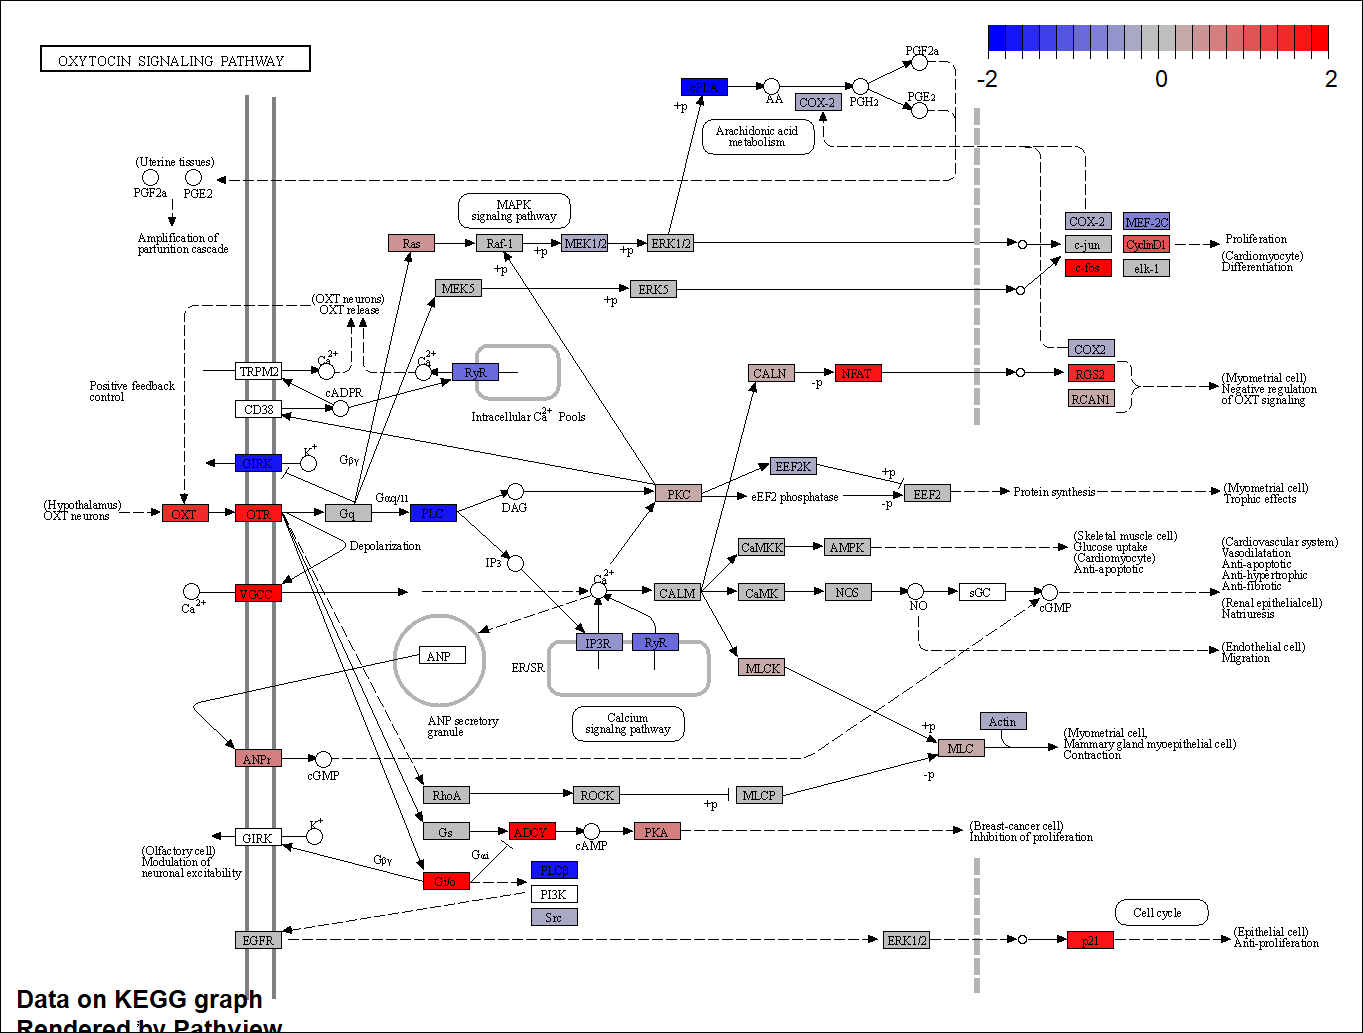 OXYTOCIN SIGNALING PATHWAY
-2
0
2
PGF2a
cPLA
+p
AA
COX-2
PGH2
PGE2
Arachidonic acid
metabolism
(Uterine tissues)
PGF2a
PGE2
Amplification of
parturition cascade
MAPK
signalng pathway
Ras
Raf-1
+p
MEK1/2
+p
ERK1/2
+p
MEK5
+p
ERK5
COX-2
MEF-2C
c-jun
CyclinD1
c-fos
elk-1
Proliferation
(Cardiomyocyte)
Differentiation
(OXT neurons)
OXT release
TRPM2
Ca2+
Ca2+
RyR
cADPR
CD38
Intracellular Ca2+ Pools
Positive feedback
control
CALN
-p
NFAT
COX2
RGS2
RCAN1
(Myometrial cell)
Negative regulation
of OXT signaling
GIRK
K+
Gβγ
Gαq/11
(Hypothalamus)
OXT neurons
OXT
OTR
Gq
PLC
DAG
IP3
PKC
EEF2K
+p
eEF2 phosphatase
-p
EEF2
Protein synthesis
(Myometrial cell)
Trophic effects
Depolarization
Ca2+
VGCC
Ca2+
CALM
CaMKK
AMPK
(Skeletal muscle cell)
Glucose uptake
(Cardiomyocyte)
Anti-apoptotic
CaMK
NOS
NO
sGC
cGMP
(Cardiovascular system)
Vasodilatation
Anti-apoptotic
Anti-hypertrophic
Anti-fibrotic
(Renal epithelialcell)
Natriuresis
(Endothelial cell)
Migration
ANP
ANP secretory
granule
IP3R
RyR
ER/SR
Calcium
signalng pathway
MLCK
+p
MLC
-p
Actin
(Myometrial cell,
Mammary gland myoepithelial cell)
Contraction
ANPr
cGMP
RhoA
ROCK
+p
MLCP
Gs
ADCY
cAMP
PKA
(Breast-cancer cell)
Inhibition of proliferation
GIRK
K+
(Olfactory cell)
Modulation of
neuronal excitability
Gβγ
Gαi
Gi/o
PLCβ
PI3K
Src
EGFR
ERK1/2
p21
Cell cycle
(Epithelial cell)
Anti-proliferation
Data on KEGG graph
Rendered by Pathview